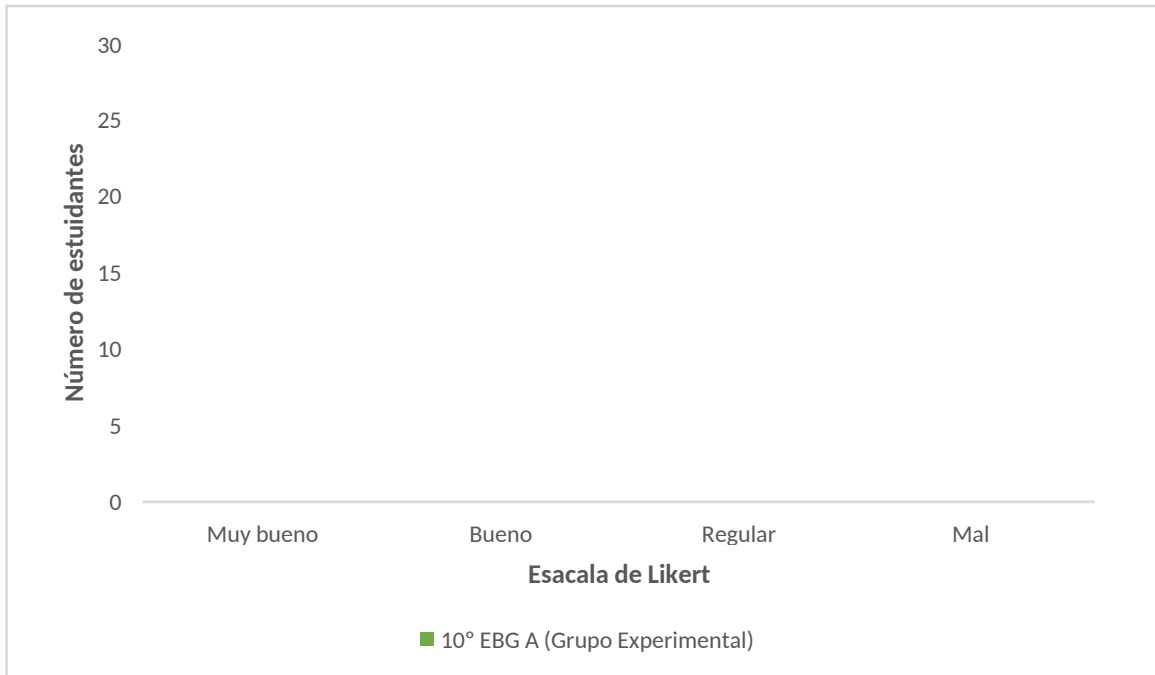 30
25
20
15
10
5
0
Número de estuidantes
Muy bueno Bueno Regular Mal
Esacala de Likert
10° EBG A (Grupo Experimental)